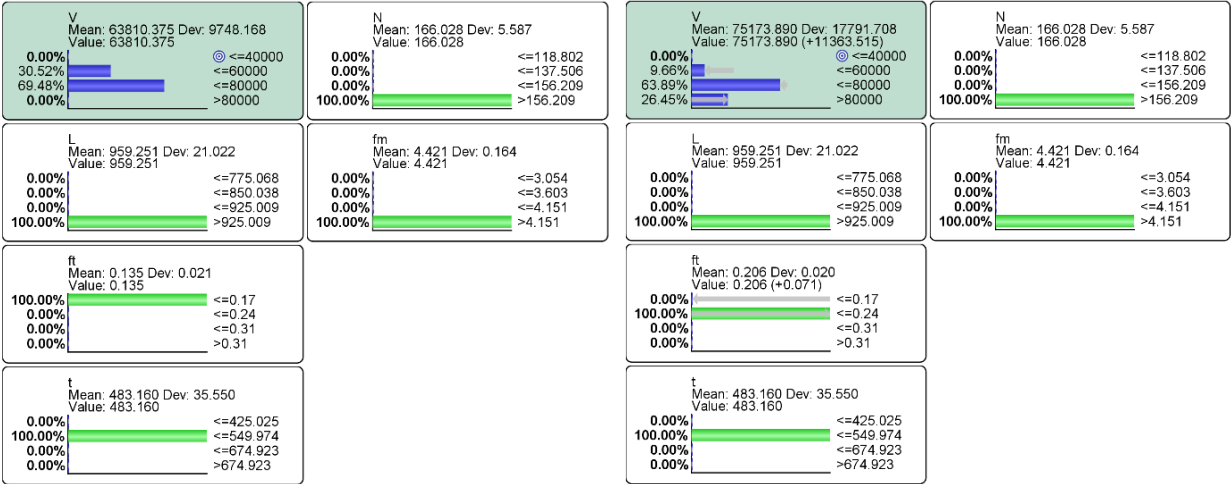 V
Mean: 63810.375 Dev: 9748.168
Value: 63810.375
0.00% <=40000
30.52% <=60000
69.48% <=80000
0.00% >80000
N
Mean: 166.028 Dev: 5.587
Value: 166.028
0.00% <=118.802
0.00% <=137.506
0.00% <=156.209
100.00% >156.209
L
Mean: 959.251 Dev: 21.022
Value: 959.251
0.00% <=775.068
0.00% <=850.038
0.00% <=925.009
100.00% >925.009
fm
Mean: 4.421 Dev: 0.164
Value: 4.421
0.00% <=3.054
0.00% <=3.603
0.00% <=4.151
100.00% >4.151
ft
Mean: 0.135 Dev: 0.021
Value: 0.135
100.00% <=0.17
0.00% <=0.24
0.00% <=0.31
0.00% >0.31
t
Mean: 483.160 Dev: 35.550
Value: 483.160
0.00% <=425.025
100.00% <=549.974
0.00% <=674.923
0.00% >674.923
V
Mean: 75173.890 Dev: 17791.708
Value: 75173.890 (+11363.515)
0.00% <=40000
9.66% <=60000
63.89% <=80000
26.45% >80000
N
Mean: 166.028 Dev: 5.587
Value: 166.028
0.00% <=118.802
0.00% <=137.506
0.00% <=156.209
100.00% >156.209
L
Mean: 959.251 Dev: 21.022
Value: 959.251
0.00% <=775.068
0.00% <=850.038
0.00% <=925.009
100.00% >925.009
fm
Mean: 4.421 Dev: 0.164
Value: 4.421
0.00% <=3.054
0.00% <=3.603
0.00% <=4.151
100.00% >4.151
ft
Mean: 0.206 Dev: 0.020
Value: 0.206 (+0.071)
0.00% <=0.17
100.00% <=0.24
0.00% <=0.31
0.00% >0.31
t
Mean: 483.160 Dev: 35.550
Value: 483.160
0.00% <=425.025
100.00% <=549.974
0.00% <=674.923
0.00% >674.923